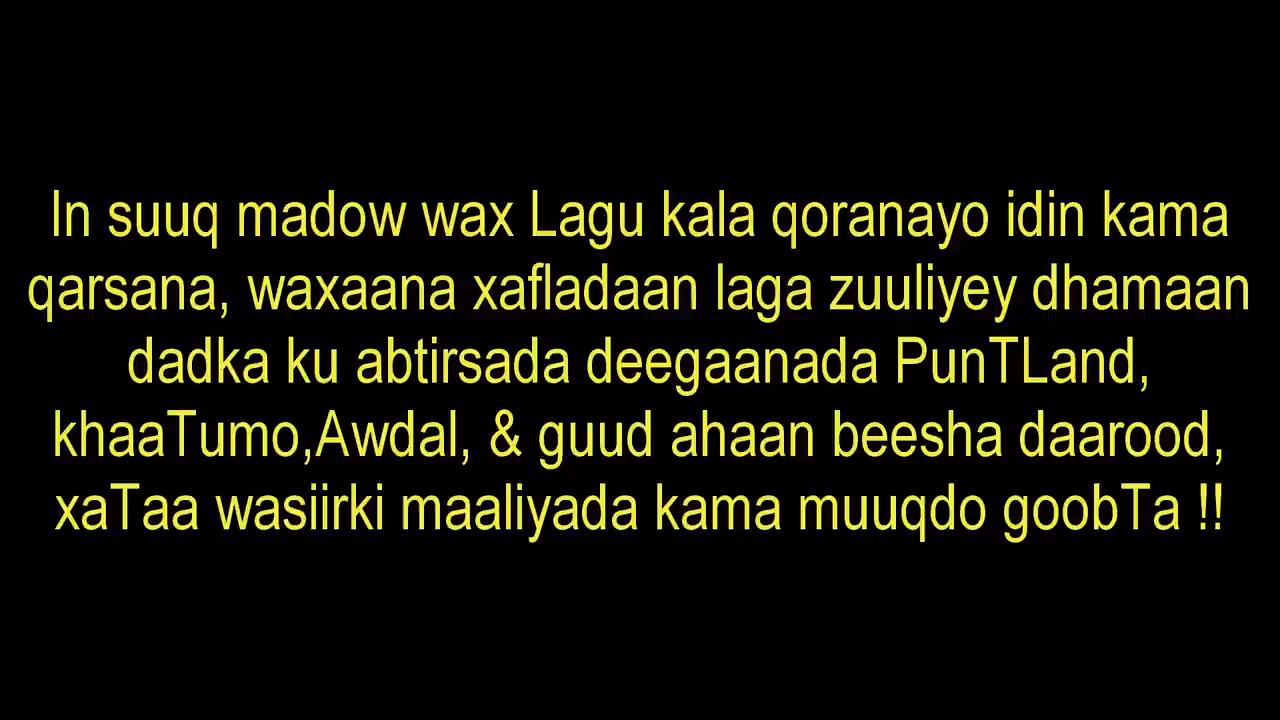 In suuq madow wax Lagu kala qoranayo idin kama
qarsana, waxaana xafladaan laga zuuliyey dhamaan
dadka ku abtirsada deegaanada PunTLand,
khaaTumo,Awdal, & guud ahaan beesha daarood,
xaTaa wasiirki maaliyada kama muuqdo goobTa !!